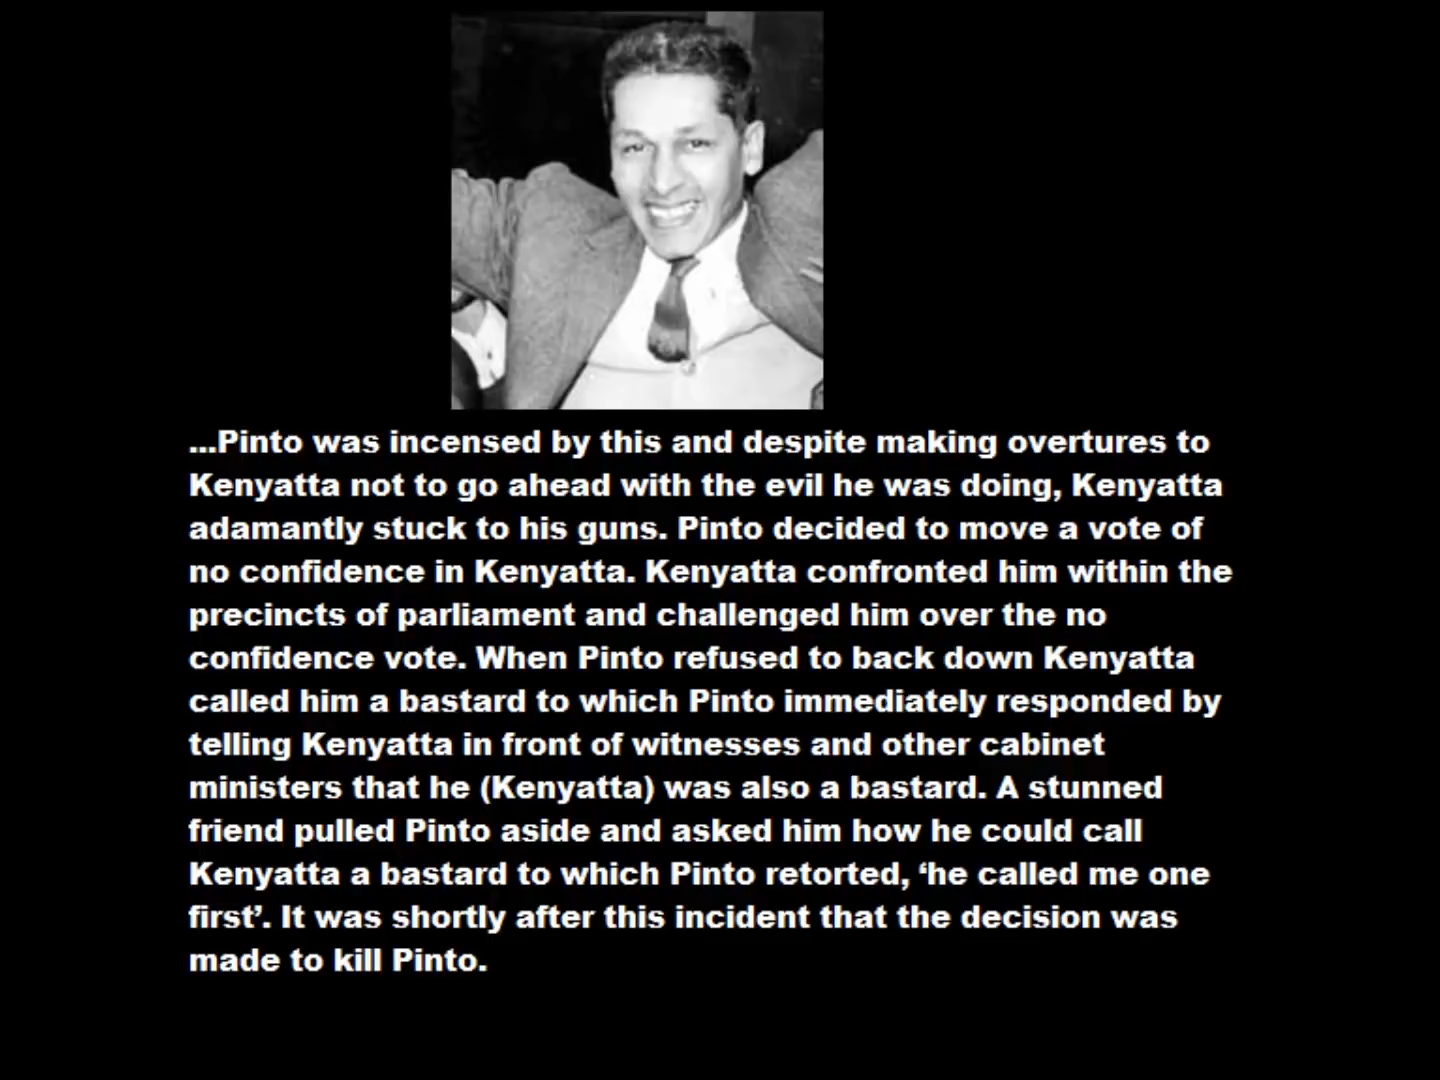 ...Pinto was incensed by this and despite making overtures to
Kenyatta not to go ahead with the evil he was doing, Kenyatta
adamantly stuck to his guns. Pinto decided to move a vote of
no confidence in Kenyatta. Kenyatta confronted him within the
precincts of parliament and challenged him over the no
confidence vote. When Pinto refused to back down Kenyatta
called him a bastard to which Pinto immediately responded by
telling Kenyatta in front of witnesses and other cabinet
ministers that he (Kenyatta) was also a bastard. A stunned
friend pulled Pinto aside and asked him how he could call
Kenyatta a bastard to which Pinto retorted, ‘he called me one
first’. It was shortly after this incident that the decision was
made to kill Pinto.